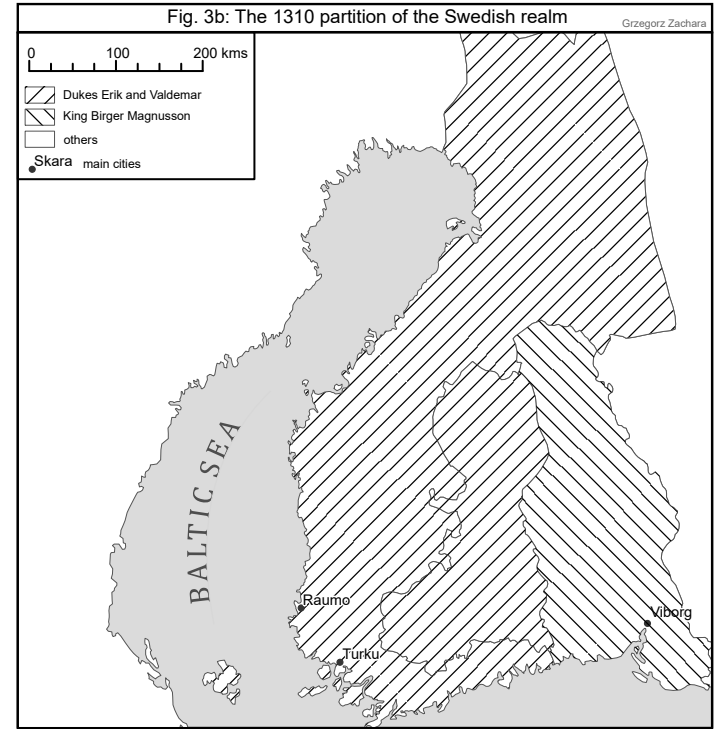 Fig. 3b: The 1310 partition of the Swedish realm
Grzegorz Zachara
0 100 200 kms
Dukes Erik and Valdemar
King Birger Magnusson
others
Skara main cities
BALTIC SEA
Raumo
Viborg
Turku